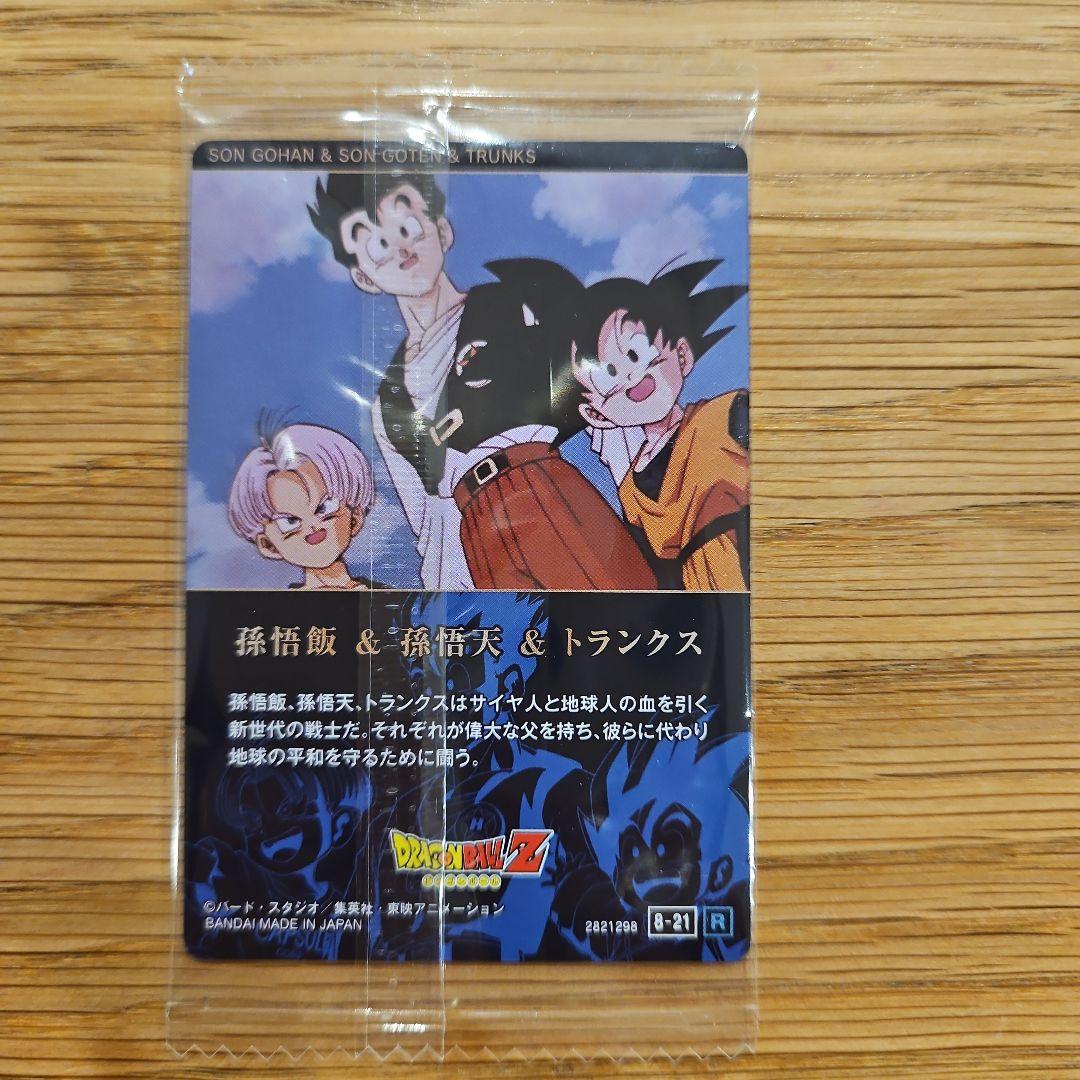 SON GOHAN & SON GOTEN & TRUNKS
孫悟飯 & 孫悟天 & トランクス
孫悟飯、孫悟天、トランクスはサイヤ人と地球人の血を引く
新世代の戦士だ。それぞれが偉大な父を持ち、彼らに代わり
地球の平和を守るために闘う。
DRAGON BALL Z
©バード・スタジオ／集英社・東映アニメーション
BANDAI MADE IN JAPAN
2821298 8-21 R